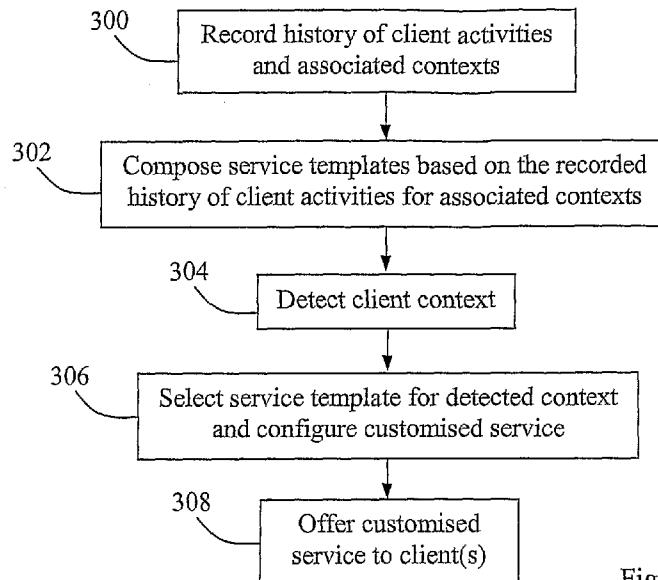 300
Record history of client activities
and associated contexts
302
Compose service templates based on the recorded
history of client activities for associated contexts
304
Detect client context
306
Select service template for detected context
and configure customised service
308
Offer customised
service to client(s)